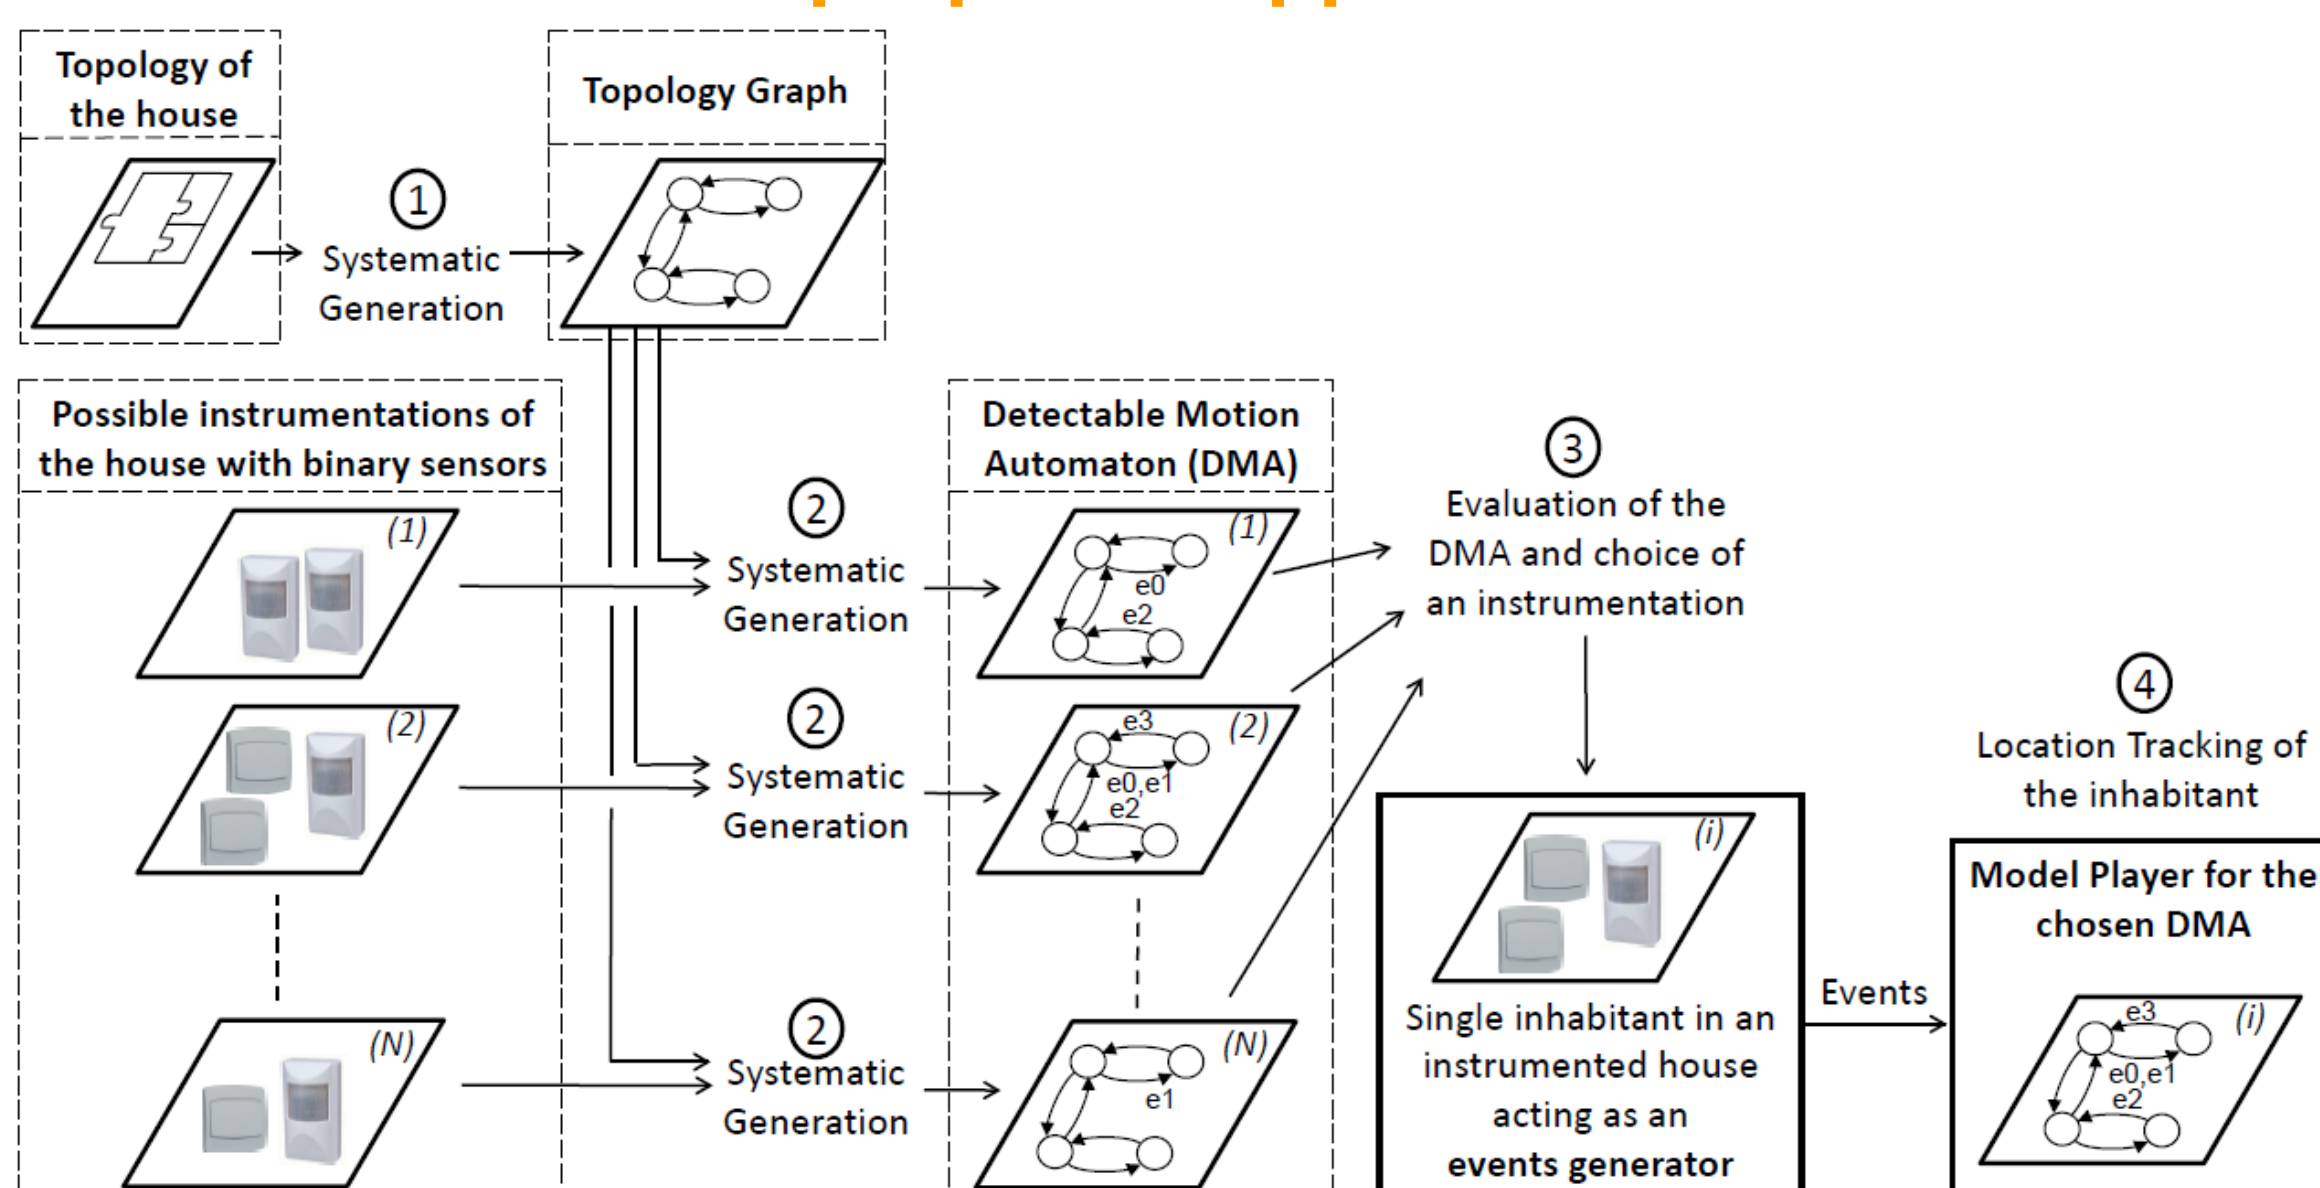 Topology of
the house
Topology Graph
1
Systematic
Generation
Possible instrumentations of
the house with binary sensors
Detectable Motion
Automaton (DMA)
3
Evaluation of the
DMA and choice of
an instrumentation
(1)
2
Systematic
Generation
(1)
e0
e2
(2)
2
Systematic
Generation
e3
(2)
e0,e1
e2
(N)
2
Systematic
Generation
(N)
e1
(i)
Single inhabitant in an
instrumented house
acting as an
events generator
Events
4
Location Tracking of
the inhabitant
Model Player for the
chosen DMA
e3
(i)
e0,e1
e2